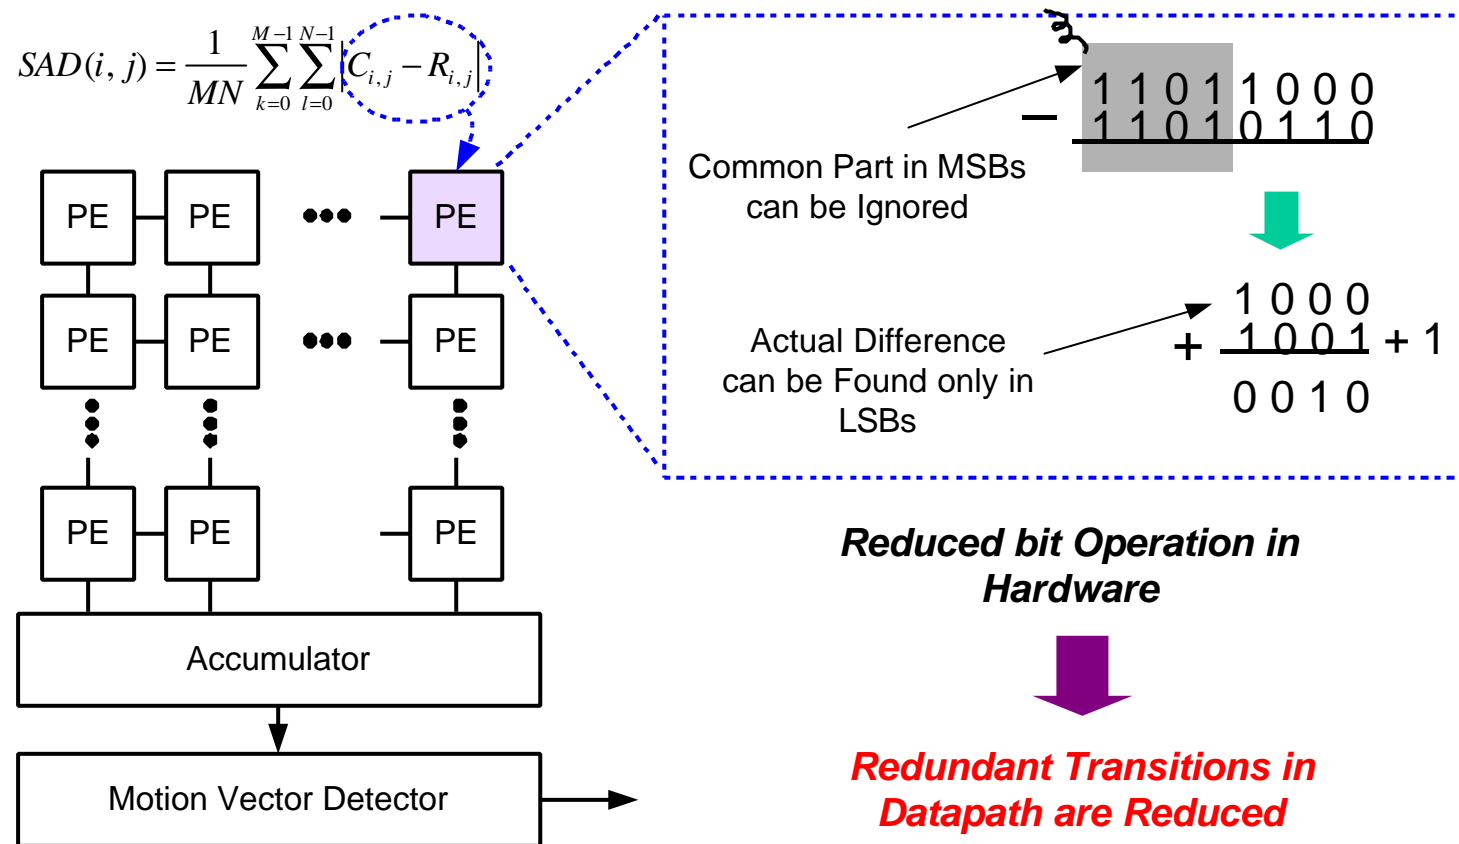 SAD(i, j) = \frac{1}{MN} \sum_{k=0}^{M-1} \sum_{l=0}^{N-1} |C_{i,j} - R_{i,j}|
1 1 0 1 1 0 0 0
− 1 1 0 1 0 1 1 0
Common Part in MSBs
can be Ignored
PE PE ●●● PE
1 0 0 0
+ 1 0 0 1 + 1
0 0 1 0
PE PE ●●● PE
Actual Difference
can be Found only in
LSBs
PE PE PE
Reduced bit Operation in
Hardware
Accumulator
Motion Vector Detector
Redundant Transitions in
Datapath are Reduced